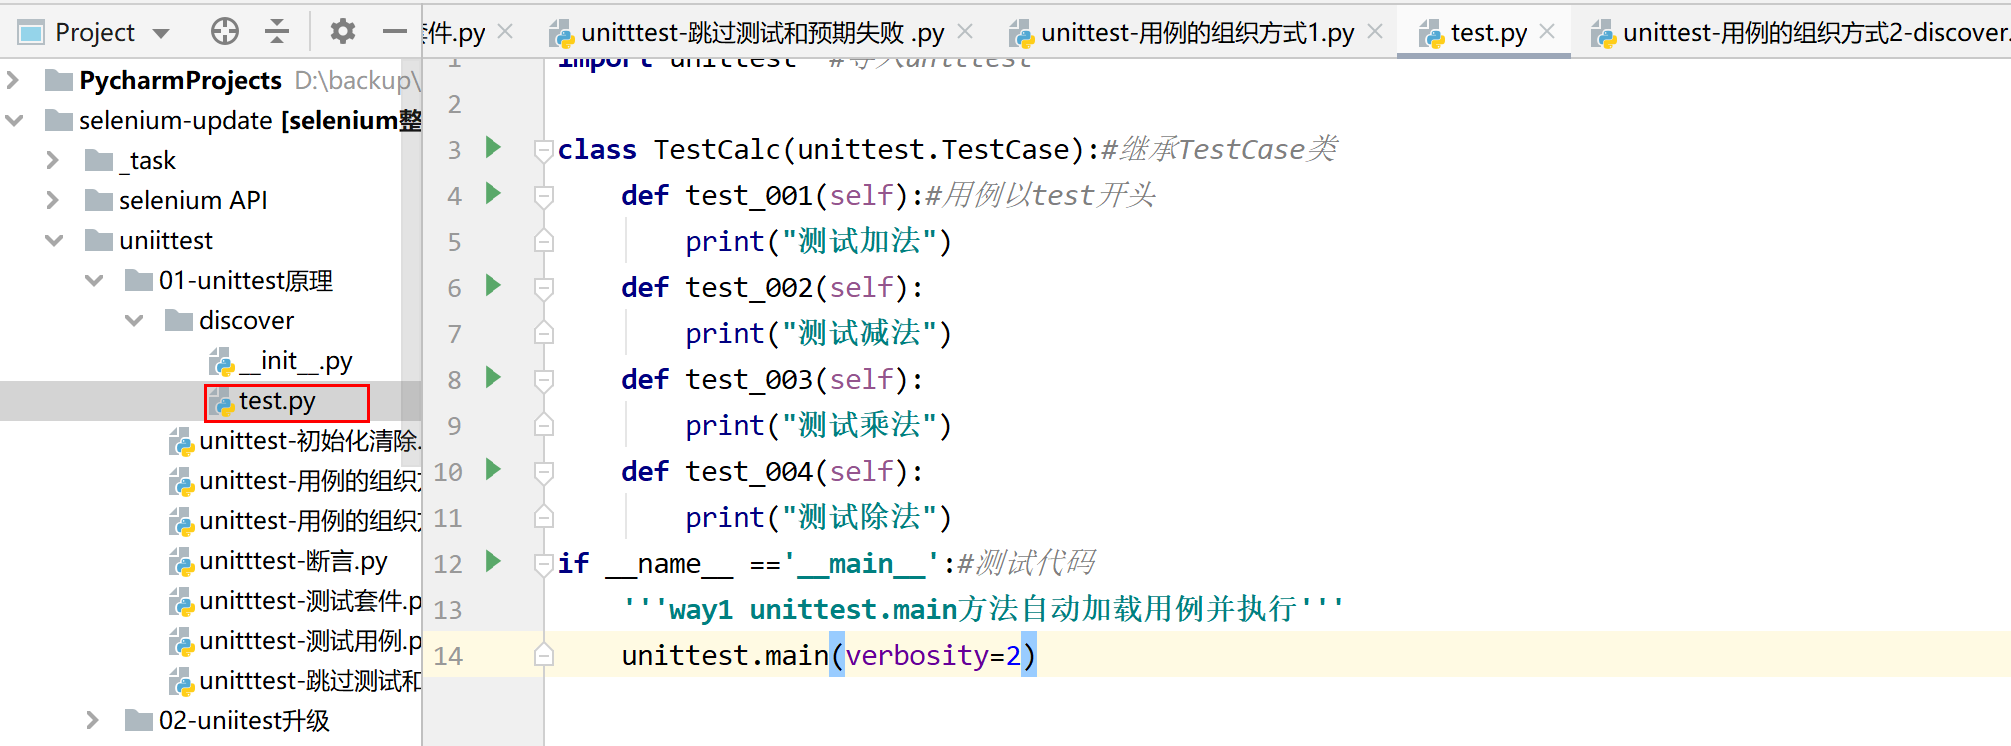 Project
套件.py
unitttest-跳过测试和预期失败 .py
unittest-用例的组织方式1.py
test.py
unittest-用例的组织方式2-discover.
PycharmProjects D:\backup\
selenium-update [selenium整
_task
selenium API
uniittest
01-unittest原理
discover
__init__.py
test.py
unittest-初始化清除.
unittest-用例的组织方
unittest-用例的组织方
unitttest-断言.py
unitttest-测试套件.p
unitttest-测试用例.p
unitttest-跳过测试和
02-uniitest升级
1 import unittest #导入unittest
2
3 class TestCalc(unittest.TestCase):#继承TestCase类
4 def test_001(self):#用例以test开头
5 print("测试加法")
6 def test_002(self):
7 print("测试减法")
8 def test_003(self):
9 print("测试乘法")
10 def test_004(self):
11 print("测试除法")
12 if __name__ =='__main__':#测试代码
13 '''way1 unittest.main方法自动加载用例并执行'''
14 unittest.main(verbosity=2)